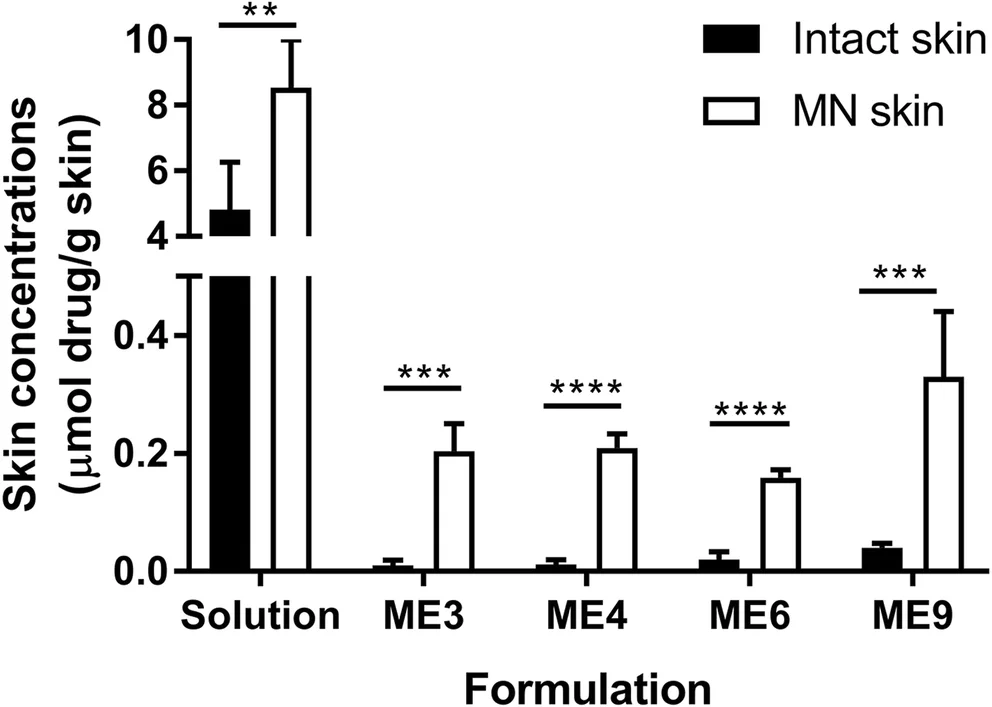 Skin concentrations
(μmol drug/g skin)
10
8
6
4
0.4
0.2
0.0
**
***
****
****
***
Intact skin
MN skin
Solution ME3 ME4 ME6 ME9
Formulation